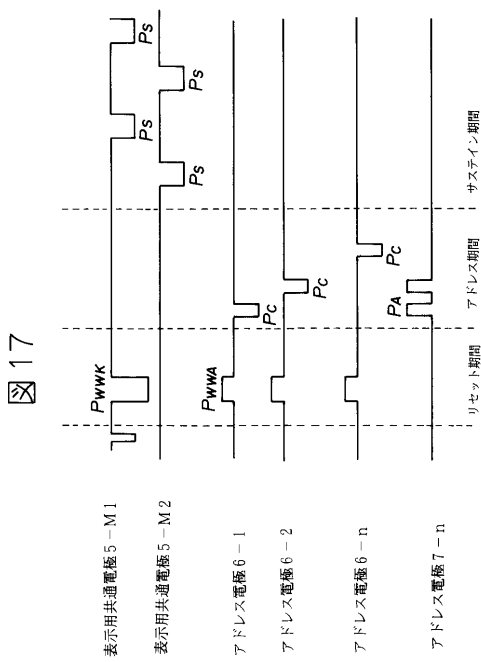 図17
表示用共通電極5-M1
PWWK
Ps
Ps
表示用共通電極5-M2
Ps
Ps
アドレス電極6-1
PWWA
Pc
アドレス電極6-2
Pc
アドレス電極6-n
Pc
アドレス電極7-n
PA
リセット期間
アドレス期間
サステイン期間